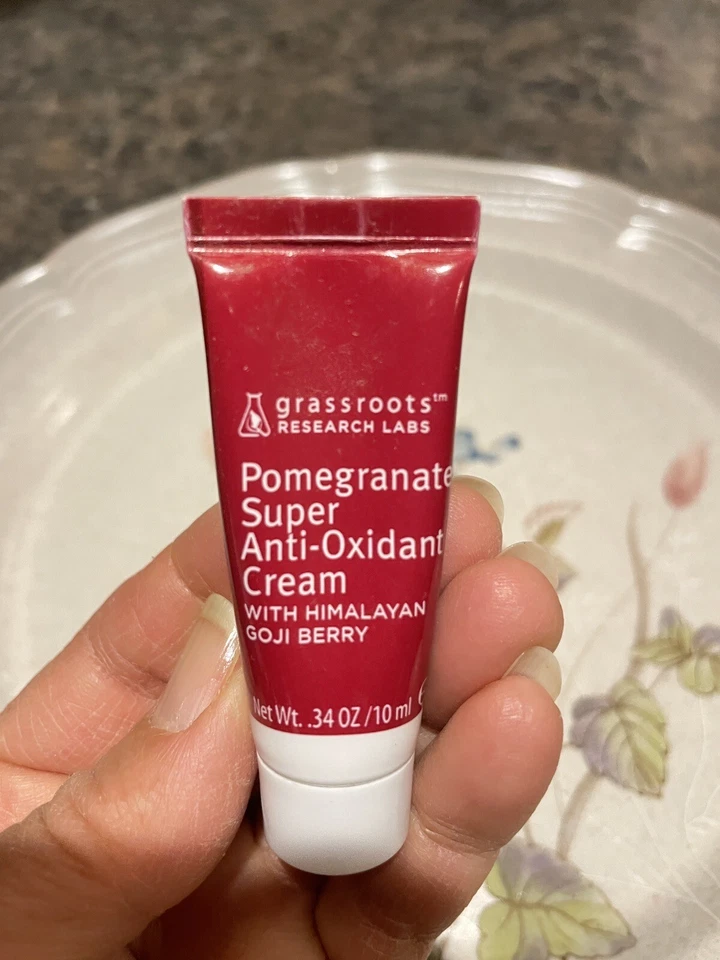 grassroots™
RESEARCH LABS
Pomegranate
Super
Anti-Oxidant
Cream
WITH HIMALAYAN
GOJI BERRY
Net Wt. .34 OZ /10 ml